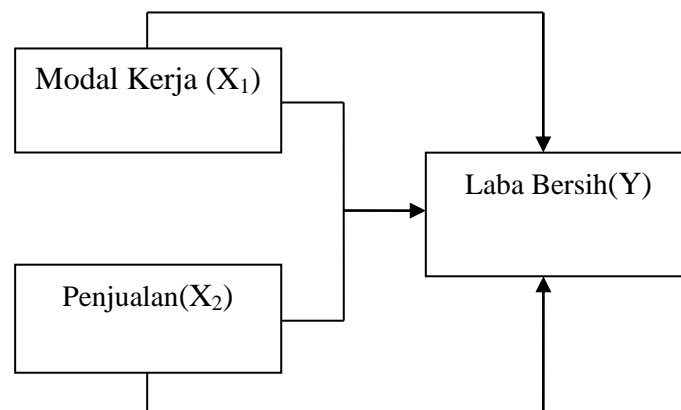 Modal Kerja (X₁)
Laba Bersih(Y)
Penjualan(X₂)